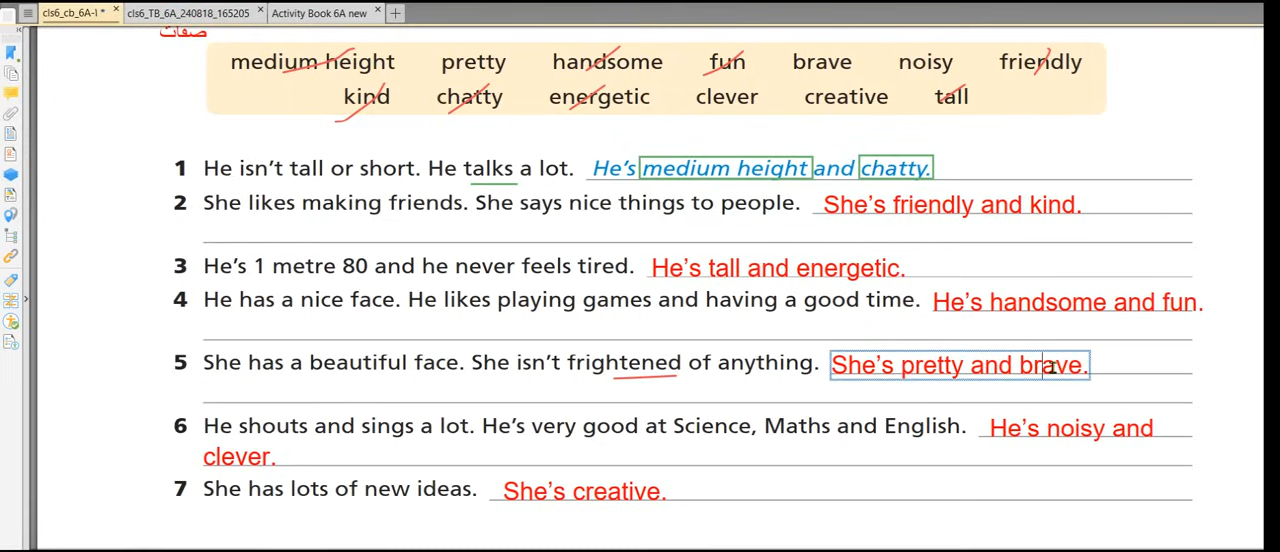 cls6_cb_6A-1 * cls6_TB_6A_240818_165205 Activity Book 6A new
صفات
medium height pretty handsome fun brave noisy friendly
kind chatty energetic clever creative tall
1 He isn't tall or short. He talks a lot. He's medium height and chatty.
2 She likes making friends. She says nice things to people. She's friendly and kind.
3 He's 1 metre 80 and he never feels tired. He's tall and energetic.
4 He has a nice face. He likes playing games and having a good time. He's handsome and fun.
5 She has a beautiful face. She isn't frightened of anything. She's pretty and brave.
6 He shouts and sings a lot. He's very good at Science, Maths and English. He's noisy and
clever.
7 She has lots of new ideas. She's creative.